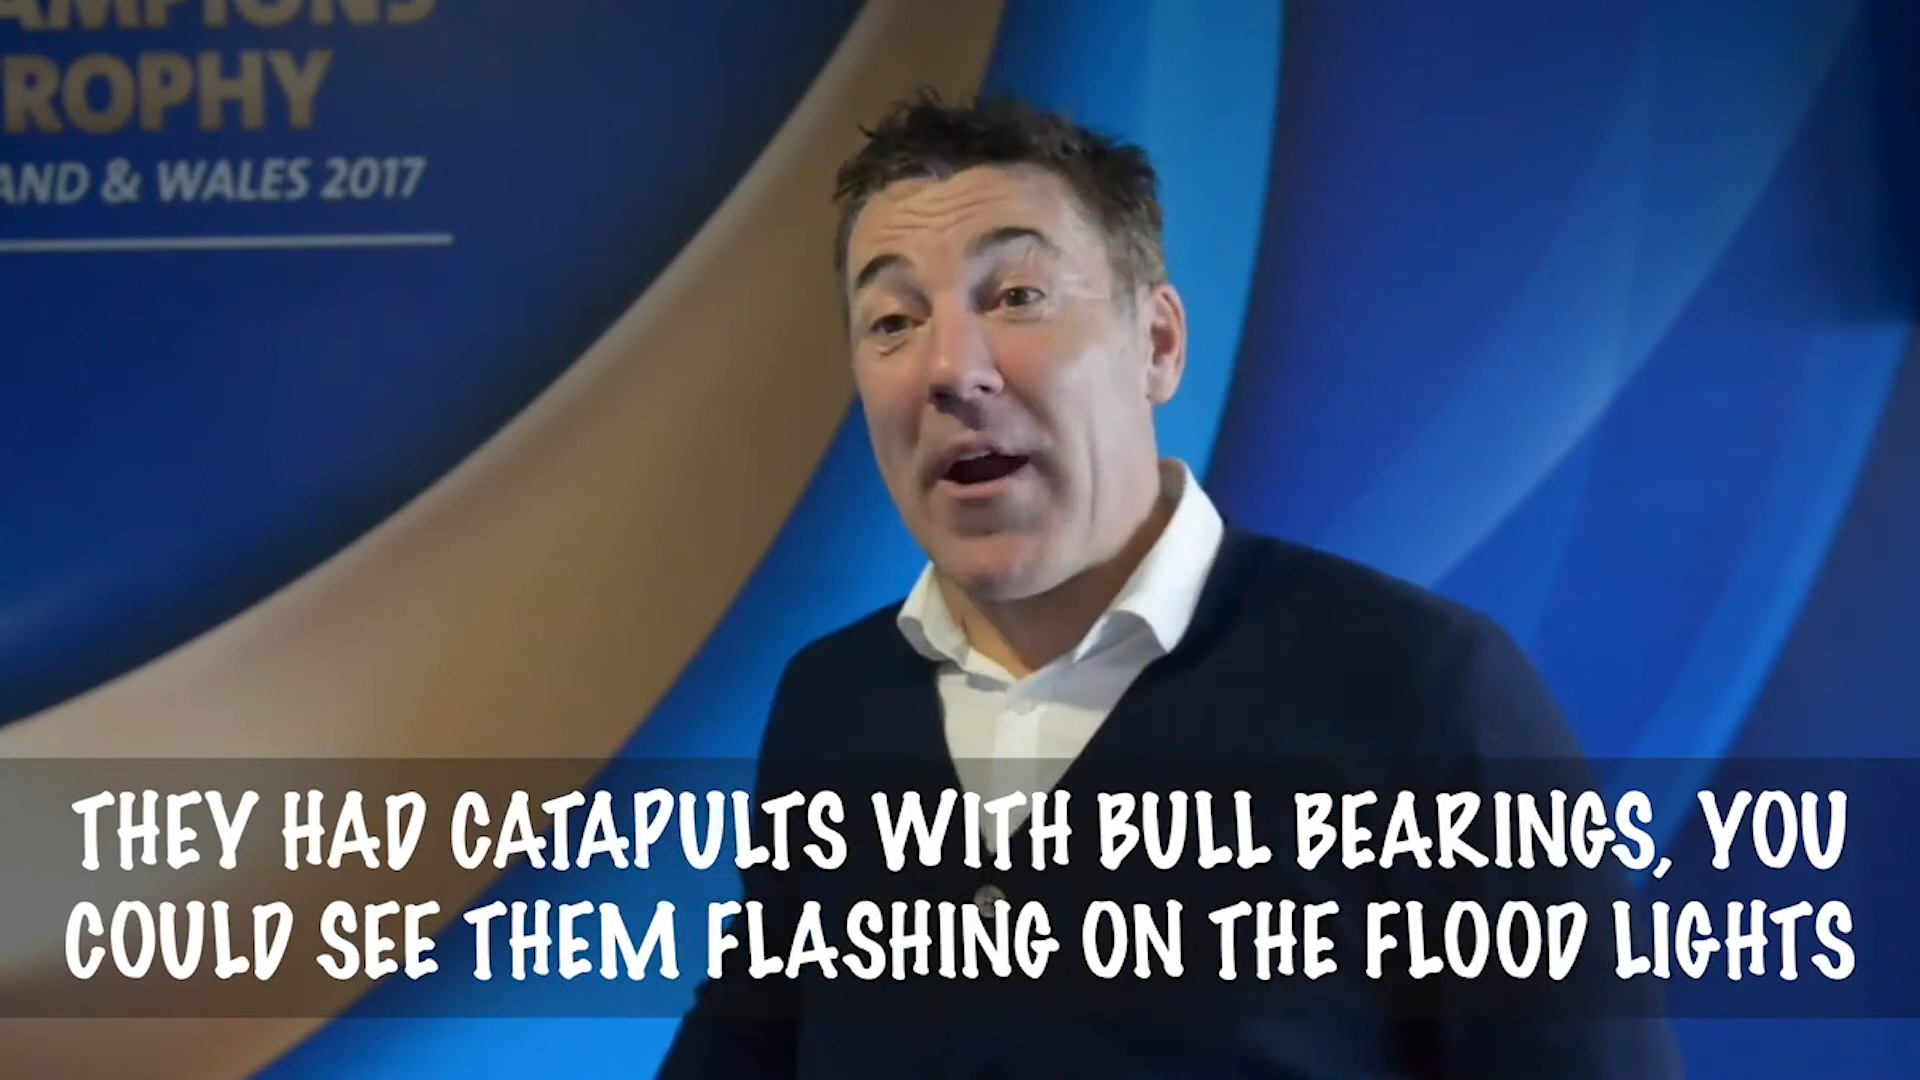 AMPIONS
ROPHY
AND & WALES 2017
THEY HAD CATAPULTS WITH BULL BEARINGS, YOU
COULD SEE THEM FLASHING ON THE FLOOD LIGHTS